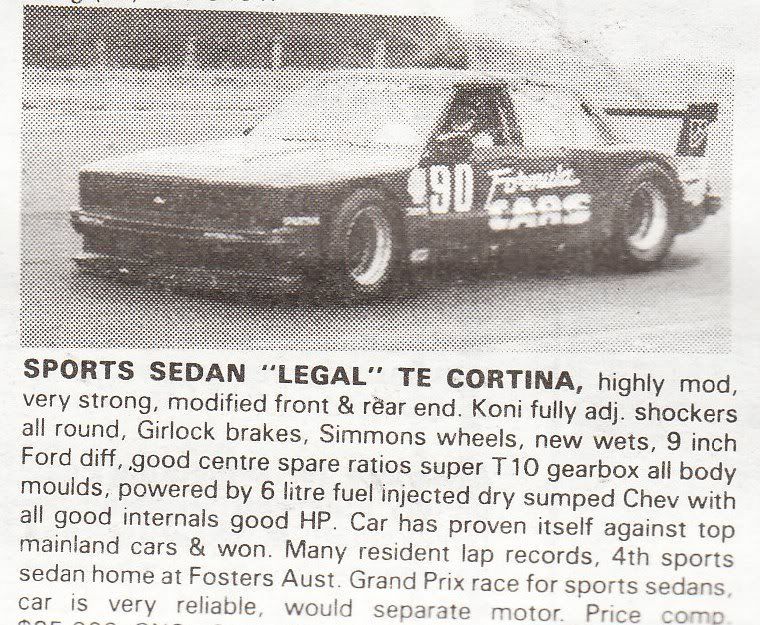 90
Formula
CARS
SPORTS SEDAN "LEGAL" TE CORTINA, highly mod,
very strong, modified front & rear end. Koni fully adj. shockers
all round, Girlock brakes, Simmons wheels, new wets, 9 inch
Ford diff, good centre spare ratios super T10 gearbox all body
moulds, powered by 6 litre fuel injected dry sumped Chev with
all good internals good HP. Car has proven itself against top
mainland cars & won. Many resident lap records, 4th sports
sedan home at Fosters Aust. Grand Prix race for sports sedans,
car is very reliable, would separate motor. Price comp.